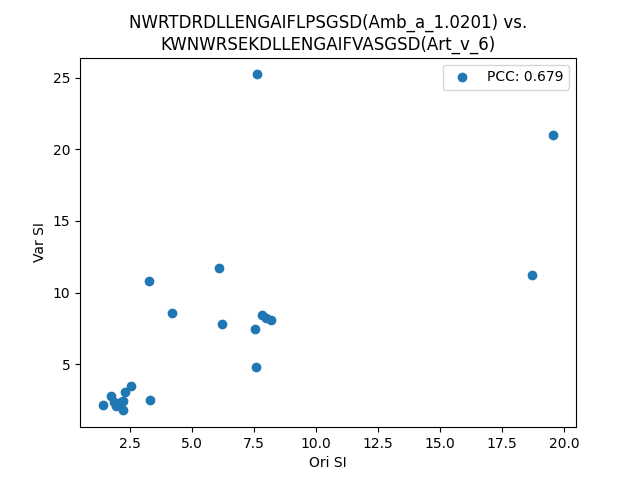 NWRTDRDLLENGAIFLPSGSD(Amb_a_1.0201) vs.
KWNWRSEKDLLENGAIFVASGSD(Art_v_6)
PCC: 0.679
25
20
15
10
5
Var SI
2.5 5.0 7.5 10.0 12.5 15.0 17.5 20.0
Ori SI